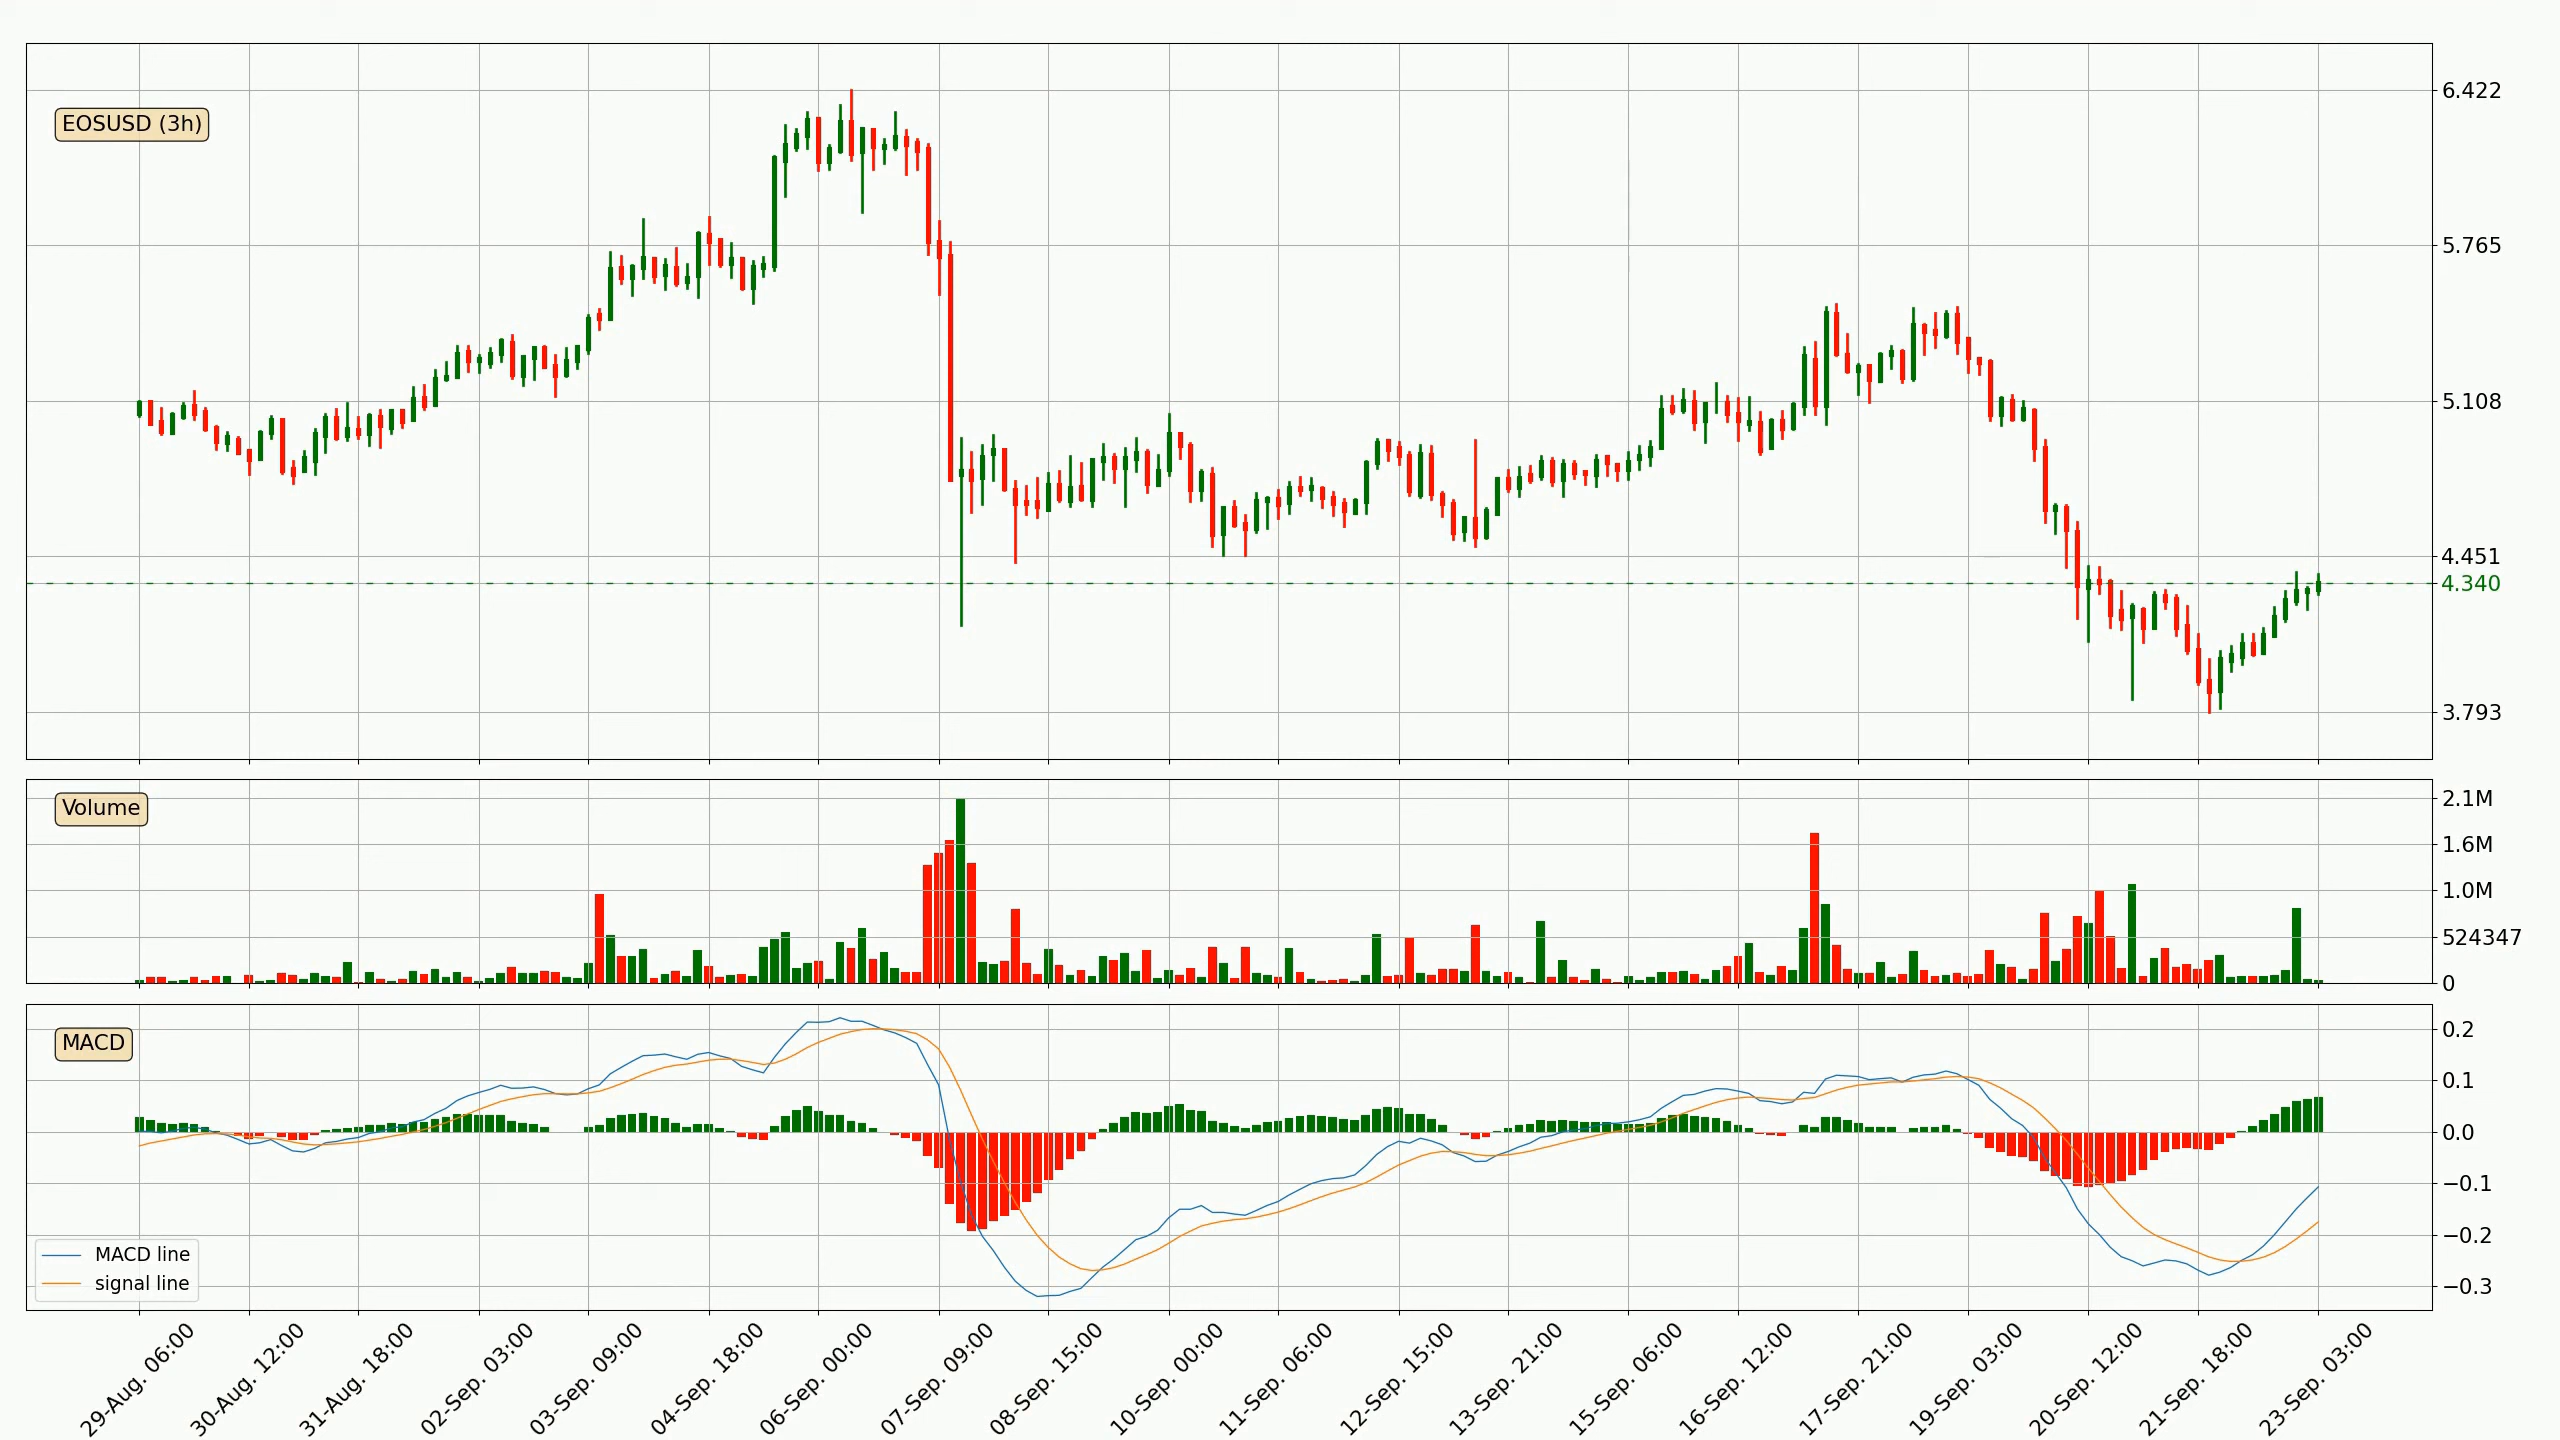 EOSUSD (3h)
6.422
5.765
5.108
4.451
4.340
3.793
Volume
2.1M
1.6M
1.0M
524347
0
MACD
0.2
0.1
0.0
−0.1
−0.2
−0.3
MACD line
signal line
29-Aug. 06:00
30-Aug. 12:00
31-Aug. 18:00
02-Sep. 03:00
03-Sep. 09:00
04-Sep. 18:00
06-Sep. 00:00
07-Sep. 09:00
08-Sep. 15:00
10-Sep. 00:00
11-Sep. 06:00
12-Sep. 15:00
13-Sep. 21:00
15-Sep. 06:00
16-Sep. 12:00
17-Sep. 21:00
19-Sep. 03:00
20-Sep. 12:00
21-Sep. 18:00
23-Sep. 03:00